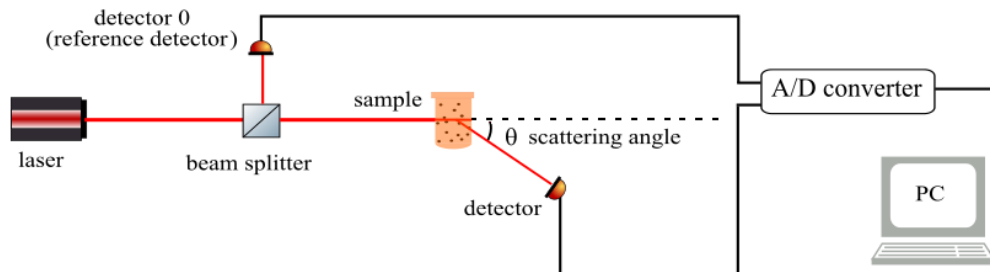 detector 0
(reference detector)
A/D converter
sample
θ scattering angle
laser
beam splitter
PC
detector